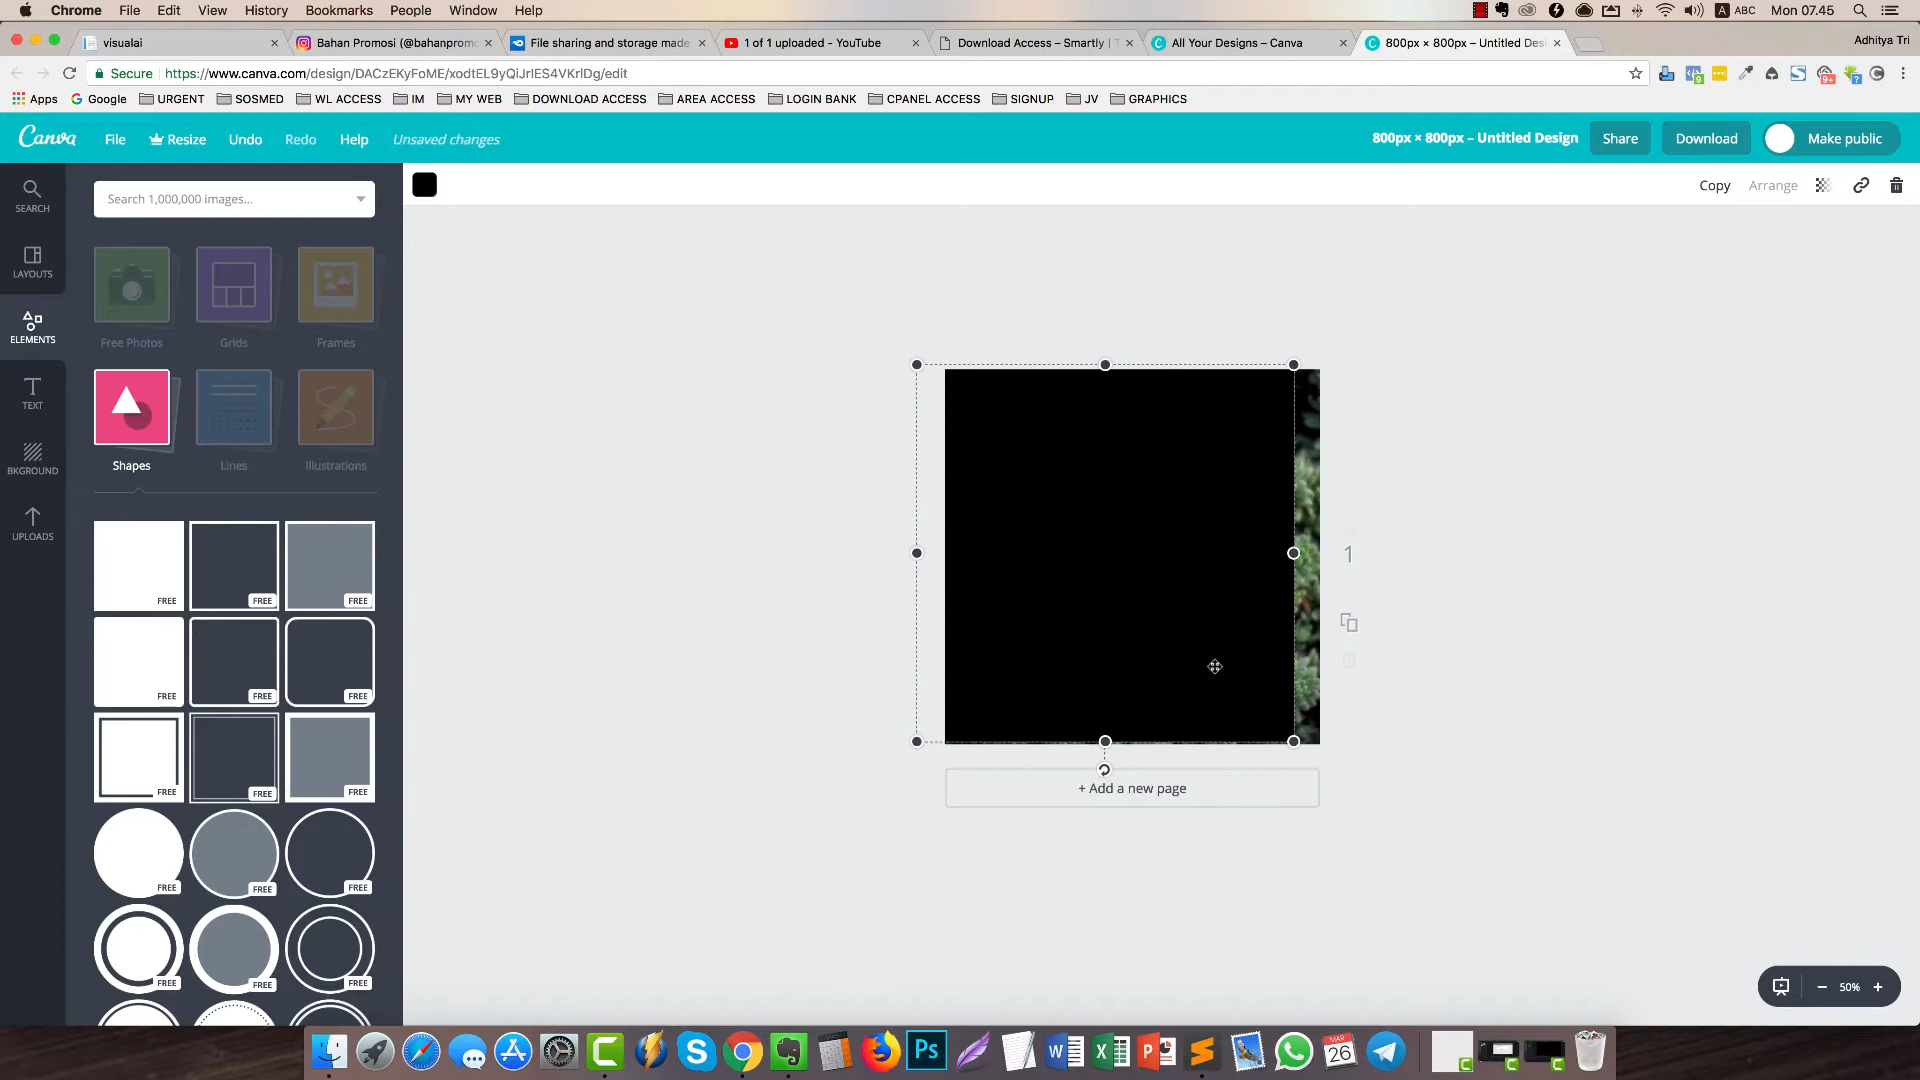 Chrome File Edit View History Bookmarks People Window Help
A ABC Mon 07.45
visualai
Bahan Promosi (@bahanpromo
File sharing and storage made
1 of 1 uploaded - YouTube
Download Access – Smartly | T
All Your Designs – Canva
800px × 800px – Untitled Desi
Adhitya Tri
Secure https://www.canva.com/design/DACzEKyFoME/xodtEL9yQiJrIES4VKrlDg/edit
Apps Google URGENT SOSMED WL ACCESS IM MY WEB DOWNLOAD ACCESS AREA ACCESS LOGIN BANK CPANEL ACCESS SIGNUP JV GRAPHICS
Canva File Resize Undo Redo Help Unsaved changes
800px × 800px – Untitled Design Share Download Make public
SEARCH
LAYOUTS
ELEMENTS
TEXT
BKGROUND
UPLOADS
Search 1,000,000 images...
Copy Arrange
Free Photos Grids Frames
Shapes Lines Illustrations
FREE FREE FREE
FREE FREE FREE
FREE FREE FREE
FREE FREE FREE
FREE FREE FREE
1
+ Add a new page
50%
Ps
MAR
26